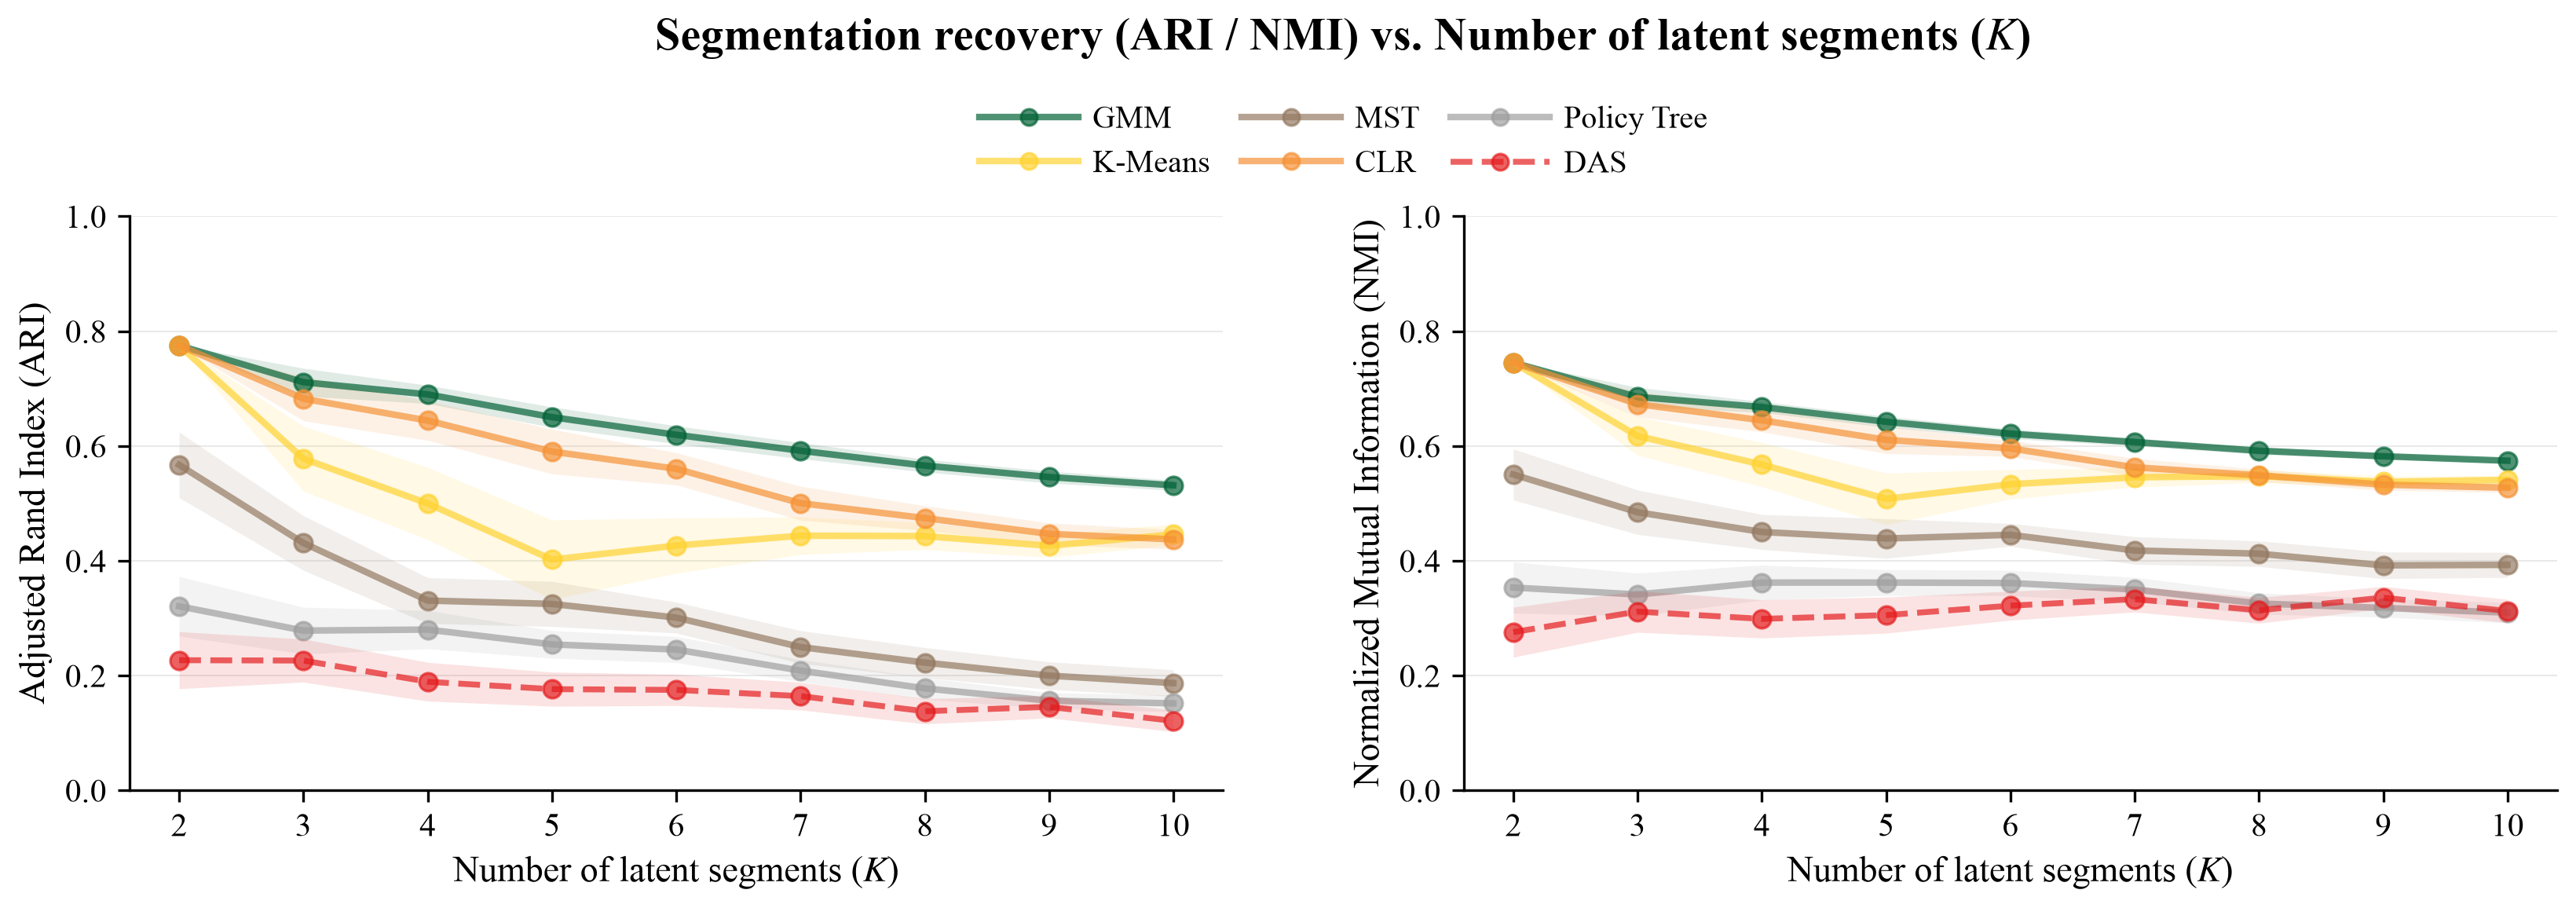 Segmentation recovery (ARI / NMI) vs. Number of latent segments (K)
GMM MST Policy Tree
K-Means CLR DAS
Adjusted Rand Index (ARI)
1.0
0.8
0.6
0.4
0.2
0.0
2 3 4 5 6 7 8 9 10
Number of latent segments (K)
Normalized Mutual Information (NMI)
1.0
0.8
0.6
0.4
0.2
0.0
2 3 4 5 6 7 8 9 10
Number of latent segments (K)